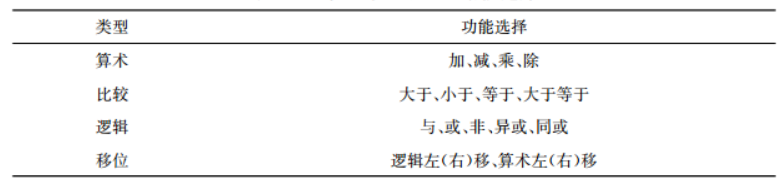 类型 功能选择
算术 加、减、乘、除
比较 大于、小于、等于、大于等于
逻辑 与、或、非、异或、同或
移位 逻辑左(右)移、算术左(右)移